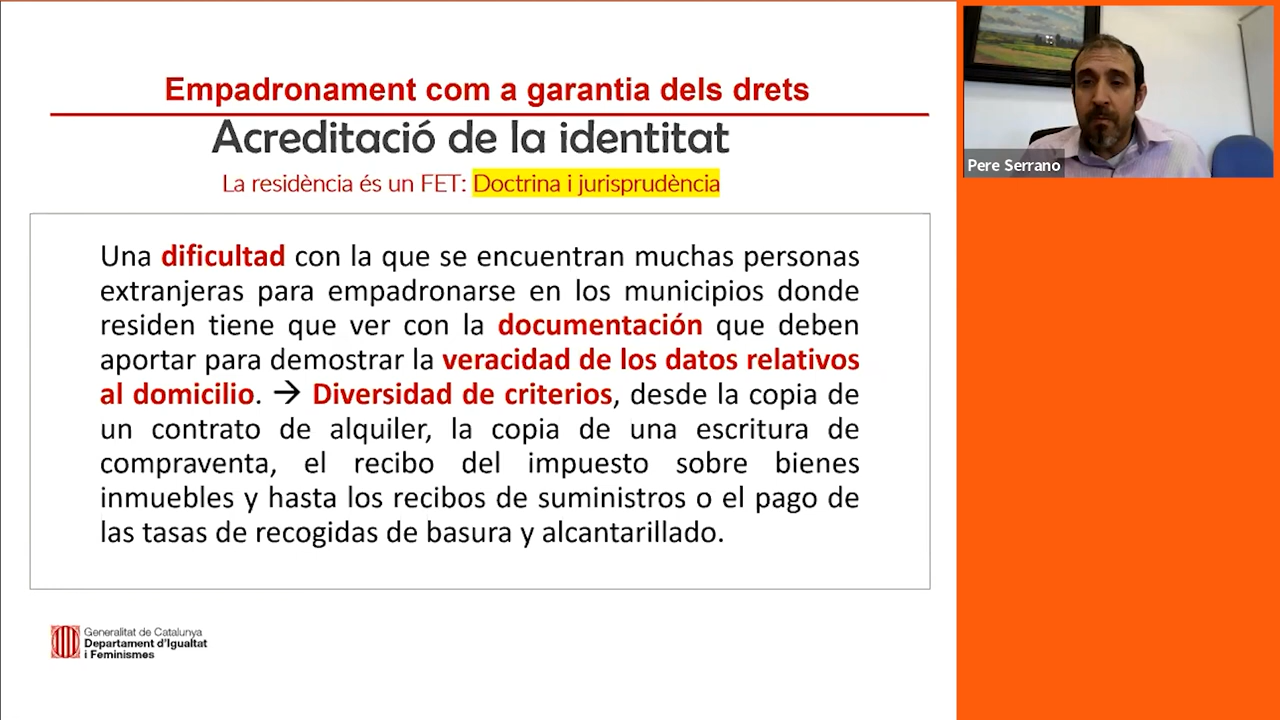 Empadronament com a garantia dels drets
Acreditació de la identitat
La residència és un FET: Doctrina i jurisprudència
Una dificultad con la que se encuentran muchas personas
extranjeras para empadronarse en los municipios donde
residen tiene que ver con la documentación que deben
aportar para demostrar la veracidad de los datos relativos
al domicilio. → Diversidad de criterios, desde la copia de
un contrato de alquiler, la copia de una escritura de
compraventa, el recibo del impuesto sobre bienes
inmuebles y hasta los recibos de suministros o el pago de
las tasas de recogidas de basura y alcantarillado.
Generalitat de Catalunya
Departament d'Igualtat
i Feminismes
Pere Serrano